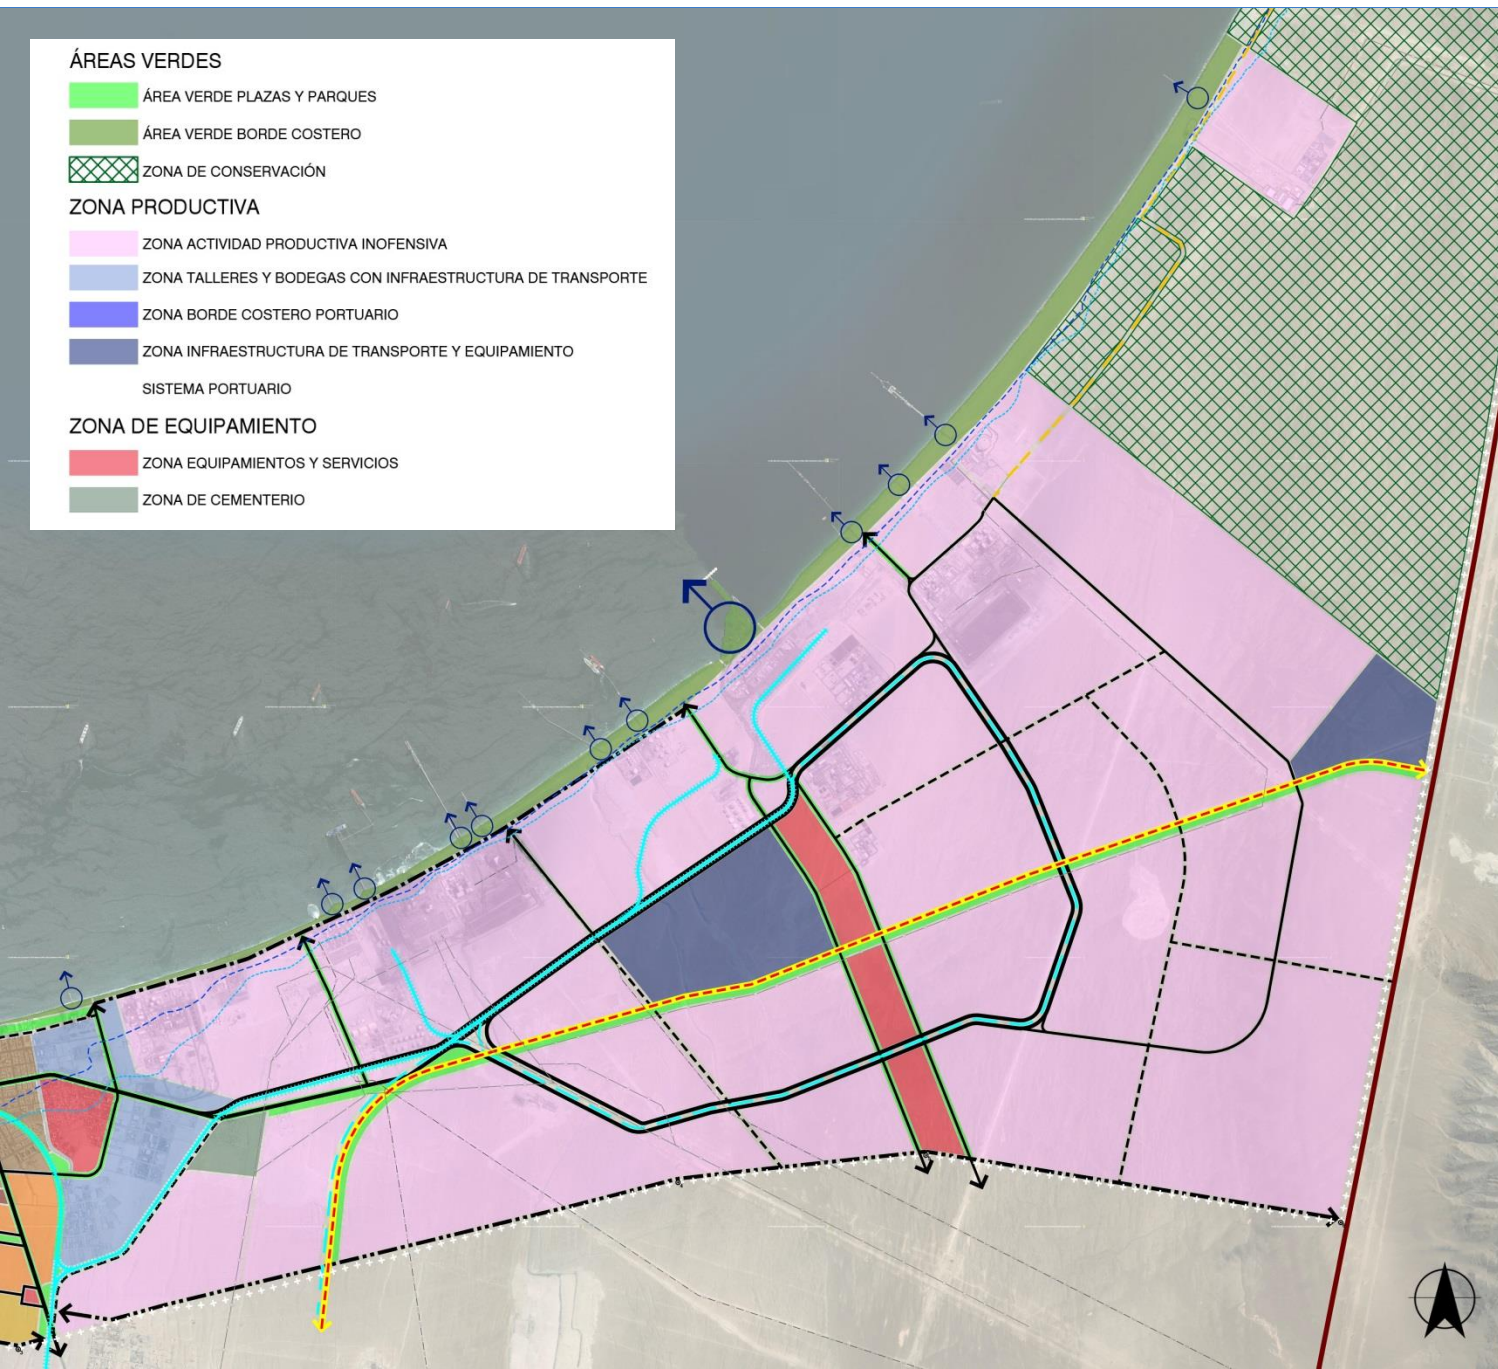 ÁREAS VERDES
ÁREA VERDE PLAZAS Y PARQUES
ÁREA VERDE BORDE COSTERO
ZONA DE CONSERVACIÓN
ZONA PRODUCTIVA
ZONA ACTIVIDAD PRODUCTIVA INOFENSIVA
ZONA TALLERES Y BODEGAS CON INFRAESTRUCTURA DE TRANSPORTE
ZONA BORDE COSTERO PORTUARIO
ZONA INFRAESTRUCTURA DE TRANSPORTE Y EQUIPAMIENTO
SISTEMA PORTUARIO
ZONA DE EQUIPAMIENTO
ZONA EQUIPAMIENTOS Y SERVICIOS
ZONA DE CEMENTERIO